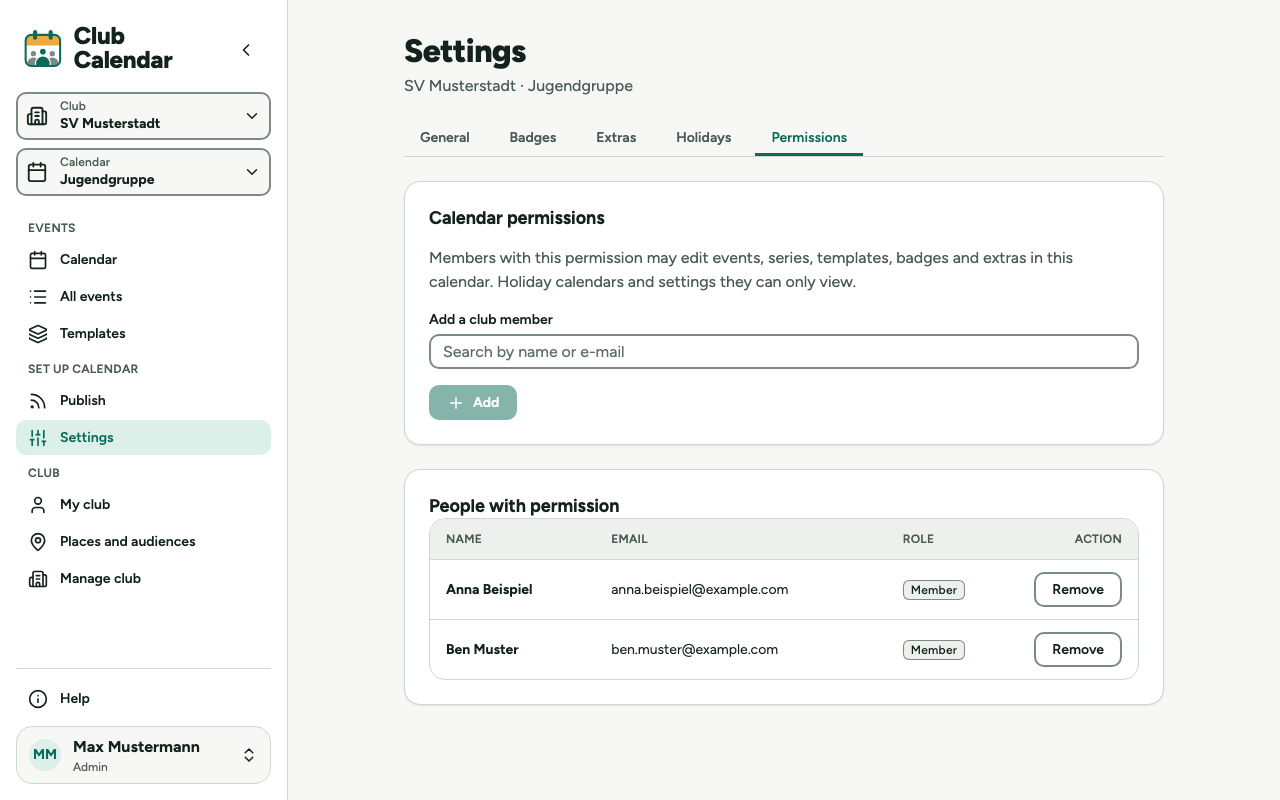 Club
Calendar
Club
SV Musterstadt
Calendar
Jugendgruppe
EVENTS
Calendar
All events
Templates
SET UP CALENDAR
Publish
Settings
CLUB
My club
Places and audiences
Manage club
Help
MM
Max Mustermann
Admin
Settings
SV Musterstadt · Jugendgruppe
General Badges Extras Holidays Permissions
Calendar permissions
Members with this permission may edit events, series, templates, badges and extras in this
calendar. Holiday calendars and settings they can only view.
Add a club member
Search by name or e-mail
Add
People with permission
NAME EMAIL ROLE ACTION
Anna Beispiel anna.beispiel@example.com Member Remove
Ben Muster ben.muster@example.com Member Remove